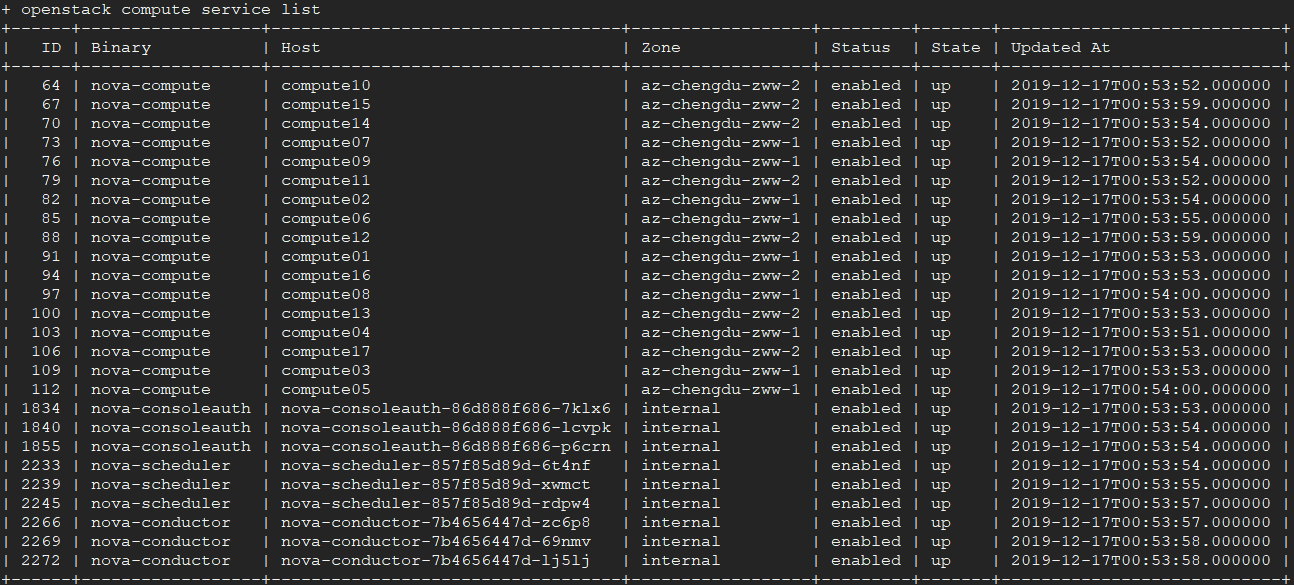 + openstack compute service list
+------+------------------+-----------------------------------+------------------+---------+-------+----------------------------+
|   ID | Binary           | Host                              | Zone             | Status  | State | Updated At                 |
+------+------------------+-----------------------------------+------------------+---------+-------+----------------------------+
|   64 | nova-compute     | compute10                         | az-chengdu-zww-2 | enabled | up    | 2019-12-17T00:53:52.000000 |
|   67 | nova-compute     | compute15                         | az-chengdu-zww-2 | enabled | up    | 2019-12-17T00:53:59.000000 |
|   70 | nova-compute     | compute14                         | az-chengdu-zww-2 | enabled | up    | 2019-12-17T00:53:54.000000 |
|   73 | nova-compute     | compute07                         | az-chengdu-zww-1 | enabled | up    | 2019-12-17T00:53:52.000000 |
|   76 | nova-compute     | compute09                         | az-chengdu-zww-1 | enabled | up    | 2019-12-17T00:53:54.000000 |
|   79 | nova-compute     | compute11                         | az-chengdu-zww-2 | enabled | up    | 2019-12-17T00:53:52.000000 |
|   82 | nova-compute     | compute02                         | az-chengdu-zww-1 | enabled | up    | 2019-12-17T00:53:54.000000 |
|   85 | nova-compute     | compute06                         | az-chengdu-zww-1 | enabled | up    | 2019-12-17T00:53:55.000000 |
|   88 | nova-compute     | compute12                         | az-chengdu-zww-2 | enabled | up    | 2019-12-17T00:53:59.000000 |
|   91 | nova-compute     | compute01                         | az-chengdu-zww-1 | enabled | up    | 2019-12-17T00:53:53.000000 |
|   94 | nova-compute     | compute16                         | az-chengdu-zww-2 | enabled | up    | 2019-12-17T00:53:53.000000 |
|   97 | nova-compute     | compute08                         | az-chengdu-zww-1 | enabled | up    | 2019-12-17T00:54:00.000000 |
|  100 | nova-compute     | compute13                         | az-chengdu-zww-2 | enabled | up    | 2019-12-17T00:53:53.000000 |
|  103 | nova-compute     | compute04                         | az-chengdu-zww-1 | enabled | up    | 2019-12-17T00:53:51.000000 |
|  106 | nova-compute     | compute17                         | az-chengdu-zww-2 | enabled | up    | 2019-12-17T00:53:53.000000 |
|  109 | nova-compute     | compute03                         | az-chengdu-zww-1 | enabled | up    | 2019-12-17T00:53:53.000000 |
|  112 | nova-compute     | compute05                         | az-chengdu-zww-1 | enabled | up    | 2019-12-17T00:54:00.000000 |
| 1834 | nova-consoleauth | nova-consoleauth-86d888f686-7klx6 | internal         | enabled | up    | 2019-12-17T00:53:53.000000 |
| 1840 | nova-consoleauth | nova-consoleauth-86d888f686-lcvpk | internal         | enabled | up    | 2019-12-17T00:53:54.000000 |
| 1855 | nova-consoleauth | nova-consoleauth-86d888f686-p6crn | internal         | enabled | up    | 2019-12-17T00:53:54.000000 |
| 2233 | nova-scheduler   | nova-scheduler-857f85d89d-6t4nf   | internal         | enabled | up    | 2019-12-17T00:53:54.000000 |
| 2239 | nova-scheduler   | nova-scheduler-857f85d89d-xwmct   | internal         | enabled | up    | 2019-12-17T00:53:55.000000 |
| 2245 | nova-scheduler   | nova-scheduler-857f85d89d-rdpw4   | internal         | enabled | up    | 2019-12-17T00:53:57.000000 |
| 2266 | nova-conductor   | nova-conductor-7b4656447d-zc6p8   | internal         | enabled | up    | 2019-12-17T00:53:57.000000 |
| 2269 | nova-conductor   | nova-conductor-7b4656447d-69nmv   | internal         | enabled | up    | 2019-12-17T00:53:58.000000 |
| 2272 | nova-conductor   | nova-conductor-7b4656447d-lj5lj   | internal         | enabled | up    | 2019-12-17T00:53:58.000000 |
+------+------------------+-----------------------------------+------------------+---------+-------+----------------------------+